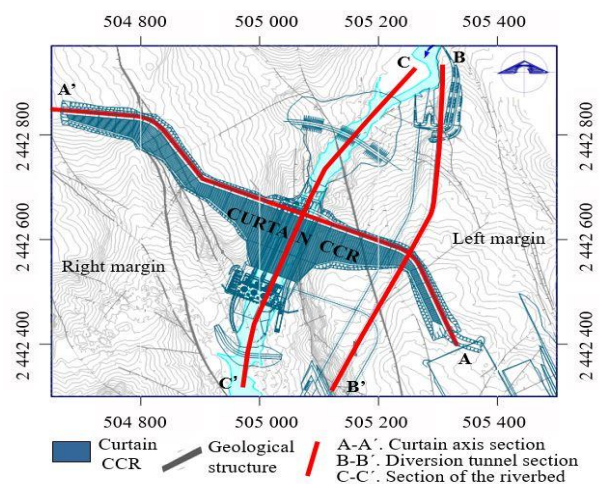 504 800 505 000 505 200 505 400
C B
A’
2 442 800 2 442 800
2 442 600 2 442 600
CURTAIN CCR
Right margin Left margin
2 442 400 2 442 400
A
C’ B’
504 800 505 000 505 200 505 400
Curtain CCR
Geological structure
A-A´. Curtain axis section
B-B´. Diversion tunnel section
C-C´. Section of the riverbed